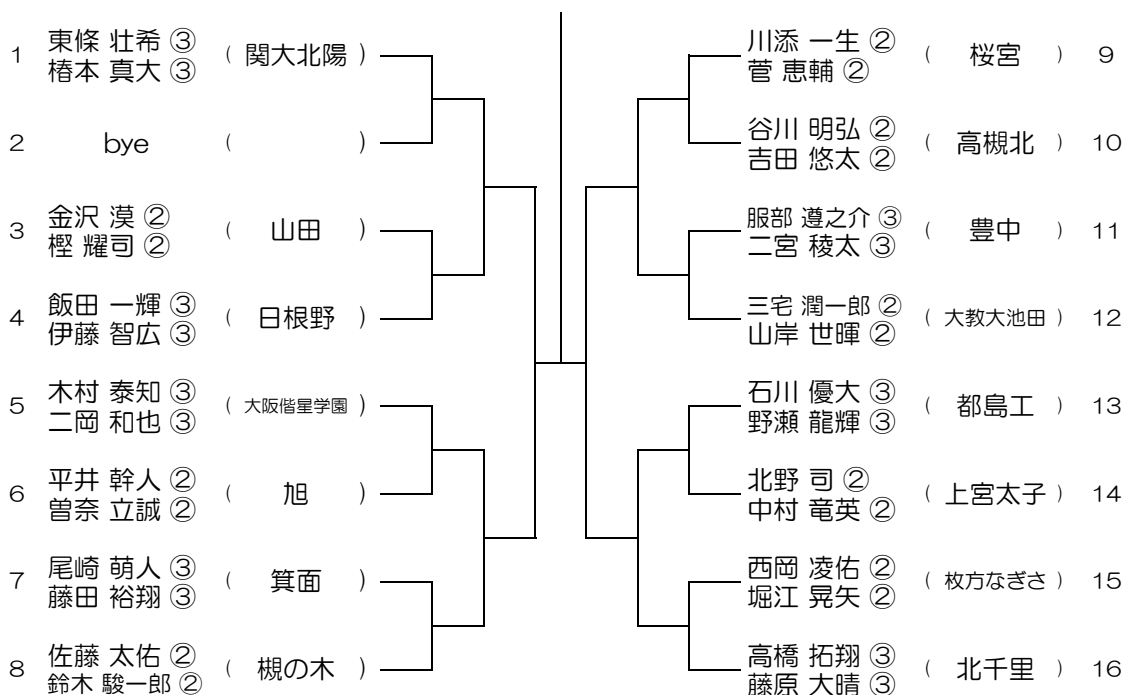 1 東條 壮希 ③
椿本 真大 ③ ( 関大北陽 )
2 bye ( )
3 金沢 漠 ②
樫 耀司 ② ( 山田 )
4 飯田 一輝 ③
伊藤 智広 ③ ( 日根野 )
5 木村 泰知 ③
二岡 和也 ③ ( 大阪偕星学園 )
6 平井 幹人 ②
曽奈 立誠 ② ( 旭 )
7 尾崎 萌人 ③
藤田 裕翔 ③ ( 箕面 )
8 佐藤 太佑 ②
鈴木 駿一郎 ② ( 槻の木 )
川添 一生 ②
菅 恵輔 ② ( 桜宮 ) 9
谷川 明弘 ②
吉田 悠太 ② ( 高槻北 ) 10
服部 遵之介 ③
二宮 稜太 ③ ( 豊中 ) 11
三宅 潤一郎 ②
山岸 世暉 ② ( 大教大池田 ) 12
石川 優大 ③
野瀬 龍輝 ③ ( 都島工 ) 13
北野 司 ②
中村 竜英 ② ( 上宮太子 ) 14
西岡 凌佑 ②
堀江 晃矢 ② ( 枚方なぎさ ) 15
高橋 拓翔 ③
藤原 大晴 ③ ( 北千里 ) 16